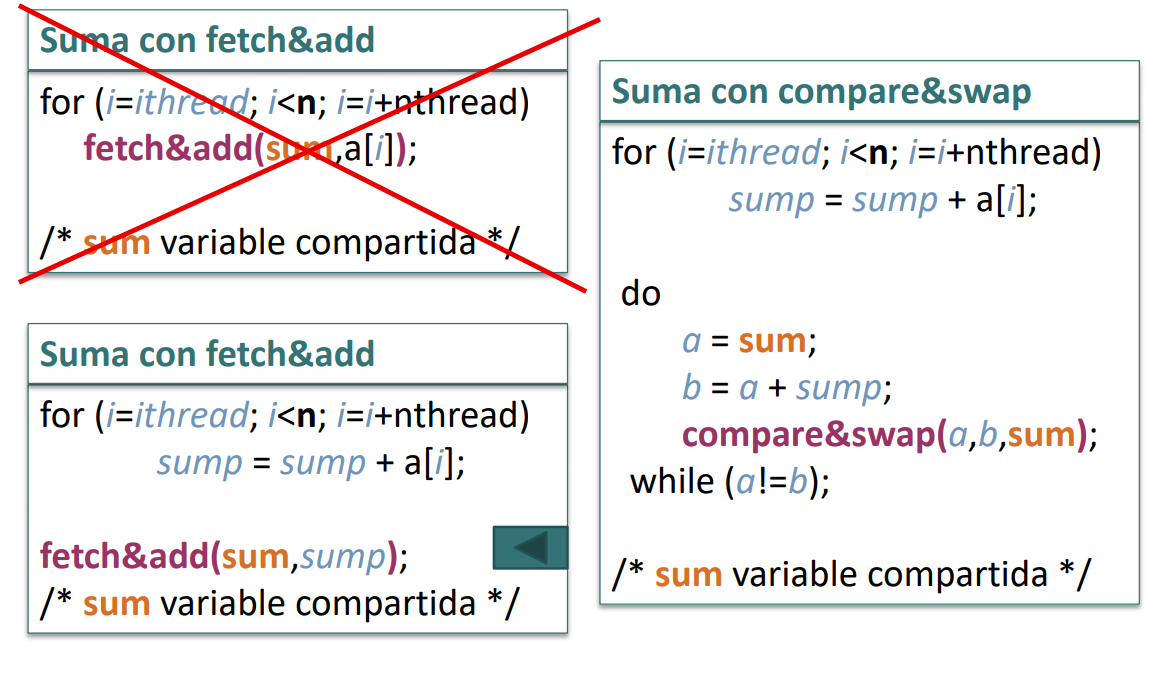 Suma con fetch&add
for (i=ithread; i<n; i=i+nthread)
fetch&add(sum,a[i]);
/* sum variable compartida */
Suma con fetch&add
for (i=ithread; i<n; i=i+nthread)
sump = sump + a[i];
fetch&add(sum,sump);
/* sum variable compartida */
Suma con compare&swap
for (i=ithread; i<n; i=i+nthread)
sump = sump + a[i];
do
a = sum;
b = a + sump;
compare&swap(a,b,sum);
while (a!=b);
/* sum variable compartida */